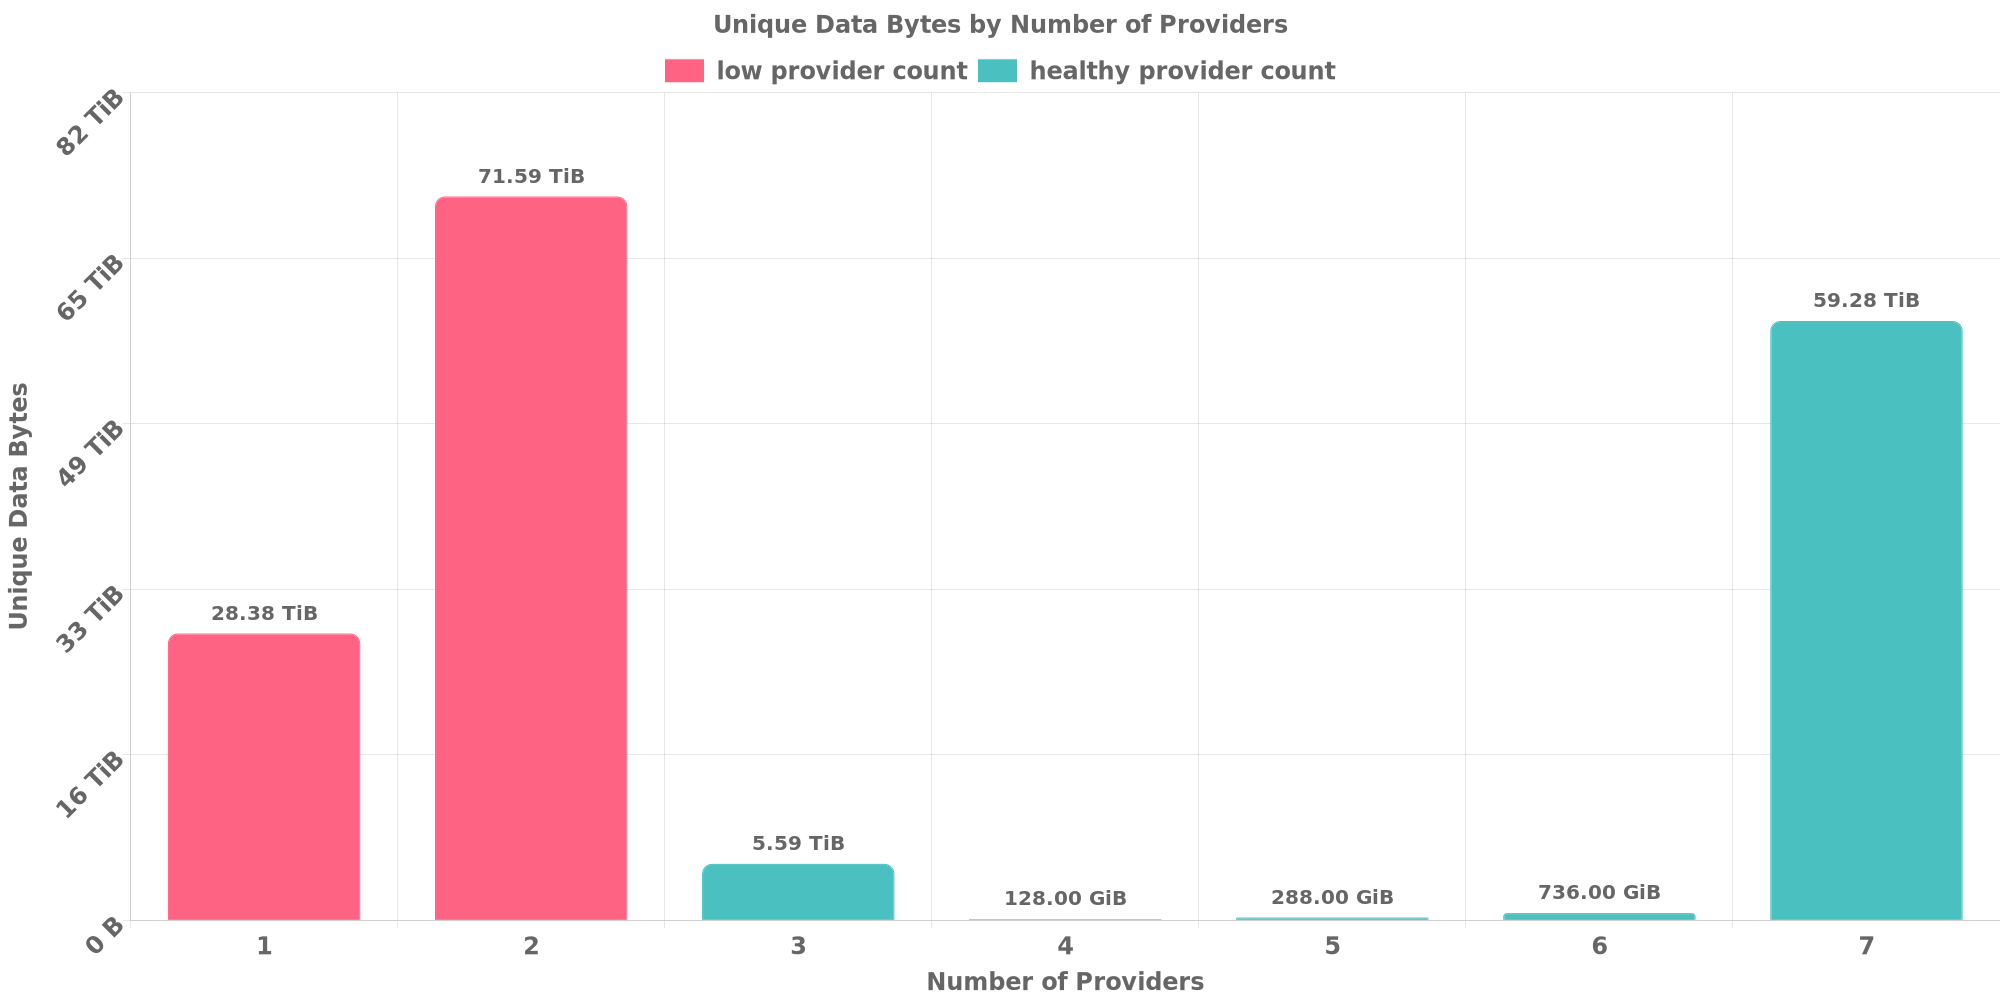 Unique Data Bytes by Number of Providers
low provider count healthy provider count
82 TiB
65 TiB
49 TiB
33 TiB
16 TiB
0 B
Unique Data Bytes
28.38 TiB
71.59 TiB
5.59 TiB
128.00 GiB
288.00 GiB
736.00 GiB
59.28 TiB
1 2 3 4 5 6 7
Number of Providers